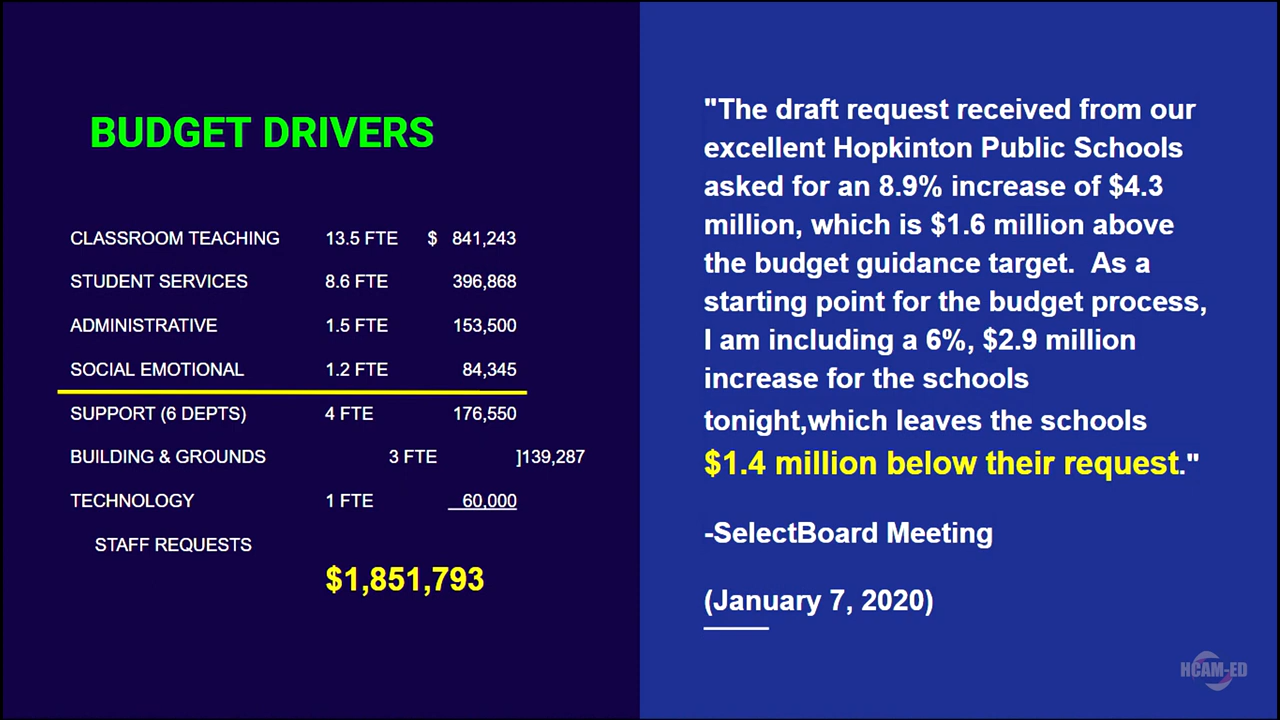 BUDGET DRIVERS
CLASSROOM TEACHING 13.5 FTE $ 841,243
STUDENT SERVICES 8.6 FTE 396,868
ADMINISTRATIVE 1.5 FTE 153,500
SOCIAL EMOTIONAL 1.2 FTE 84,345
SUPPORT (6 DEPTS) 4 FTE 176,550
BUILDING & GROUNDS 3 FTE ]139,287
TECHNOLOGY 1 FTE 60,000
STAFF REQUESTS
$1,851,793
"The draft request received from our
excellent Hopkinton Public Schools
asked for an 8.9% increase of $4.3
million, which is $1.6 million above
the budget guidance target.  As a
starting point for the budget process,
I am including a 6%, $2.9 million
increase for the schools
tonight,which leaves the schools
$1.4 million below their request."
-SelectBoard Meeting
(January 7, 2020)
HCAM-ED